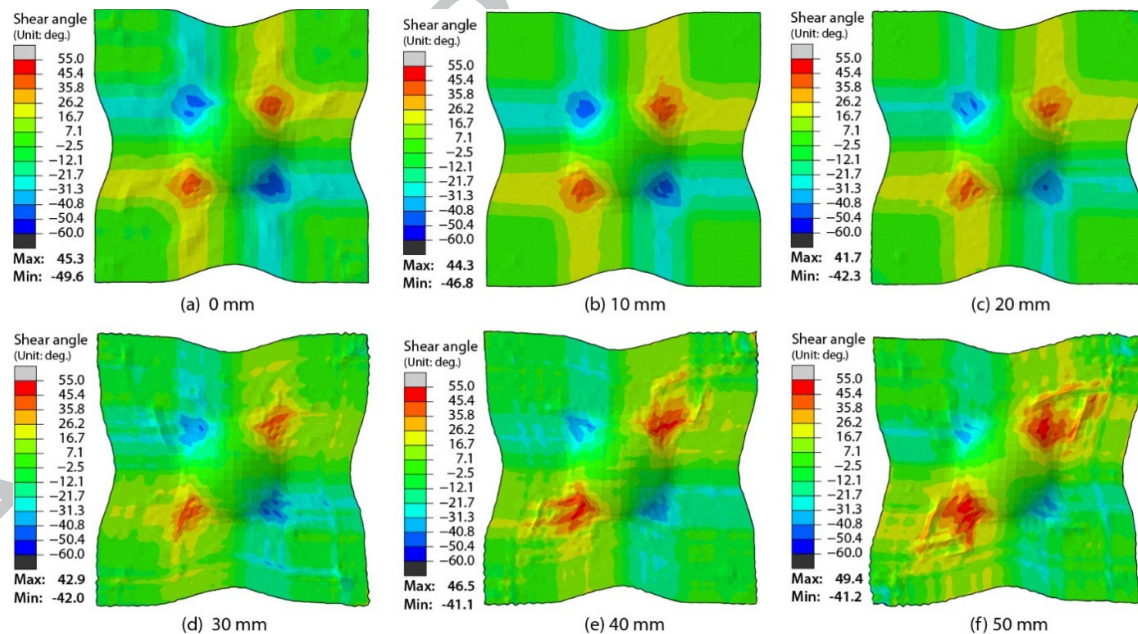 Shear angle
(Unit: deg.)
55.0
45.4
35.8
26.2
16.7
7.1
−2.5
−12.1
−21.7
−31.3
−40.8
−50.4
−60.0
Max: 45.3
Min: -49.6
(a) 0 mm
Shear angle
(Unit: deg.)
55.0
45.4
35.8
26.2
16.7
7.1
−2.5
−12.1
−21.7
−31.3
−40.8
−50.4
−60.0
Max: 44.3
Min: -46.8
(b) 10 mm
Shear angle
(Unit: deg.)
55.0
45.4
35.8
26.2
16.7
7.1
−2.5
−12.1
−21.7
−31.3
−40.8
−50.4
−60.0
Max: 41.7
Min: -42.3
(c) 20 mm
Shear angle
(Unit: deg.)
55.0
45.4
35.8
26.2
16.7
7.1
−2.5
−12.1
−21.7
−31.3
−40.8
−50.4
−60.0
Max: 42.9
Min: -42.0
(d) 30 mm
Shear angle
(Unit: deg.)
55.0
45.4
35.8
26.2
16.7
7.1
−2.5
−12.1
−21.7
−31.3
−40.8
−50.4
−60.0
Max: 46.5
Min: -41.1
(e) 40 mm
Shear angle
(Unit: deg.)
55.0
45.4
35.8
26.2
16.7
7.1
−2.5
−12.1
−21.7
−31.3
−40.8
−50.4
−60.0
Max: 49.4
Min: -41.2
(f) 50 mm